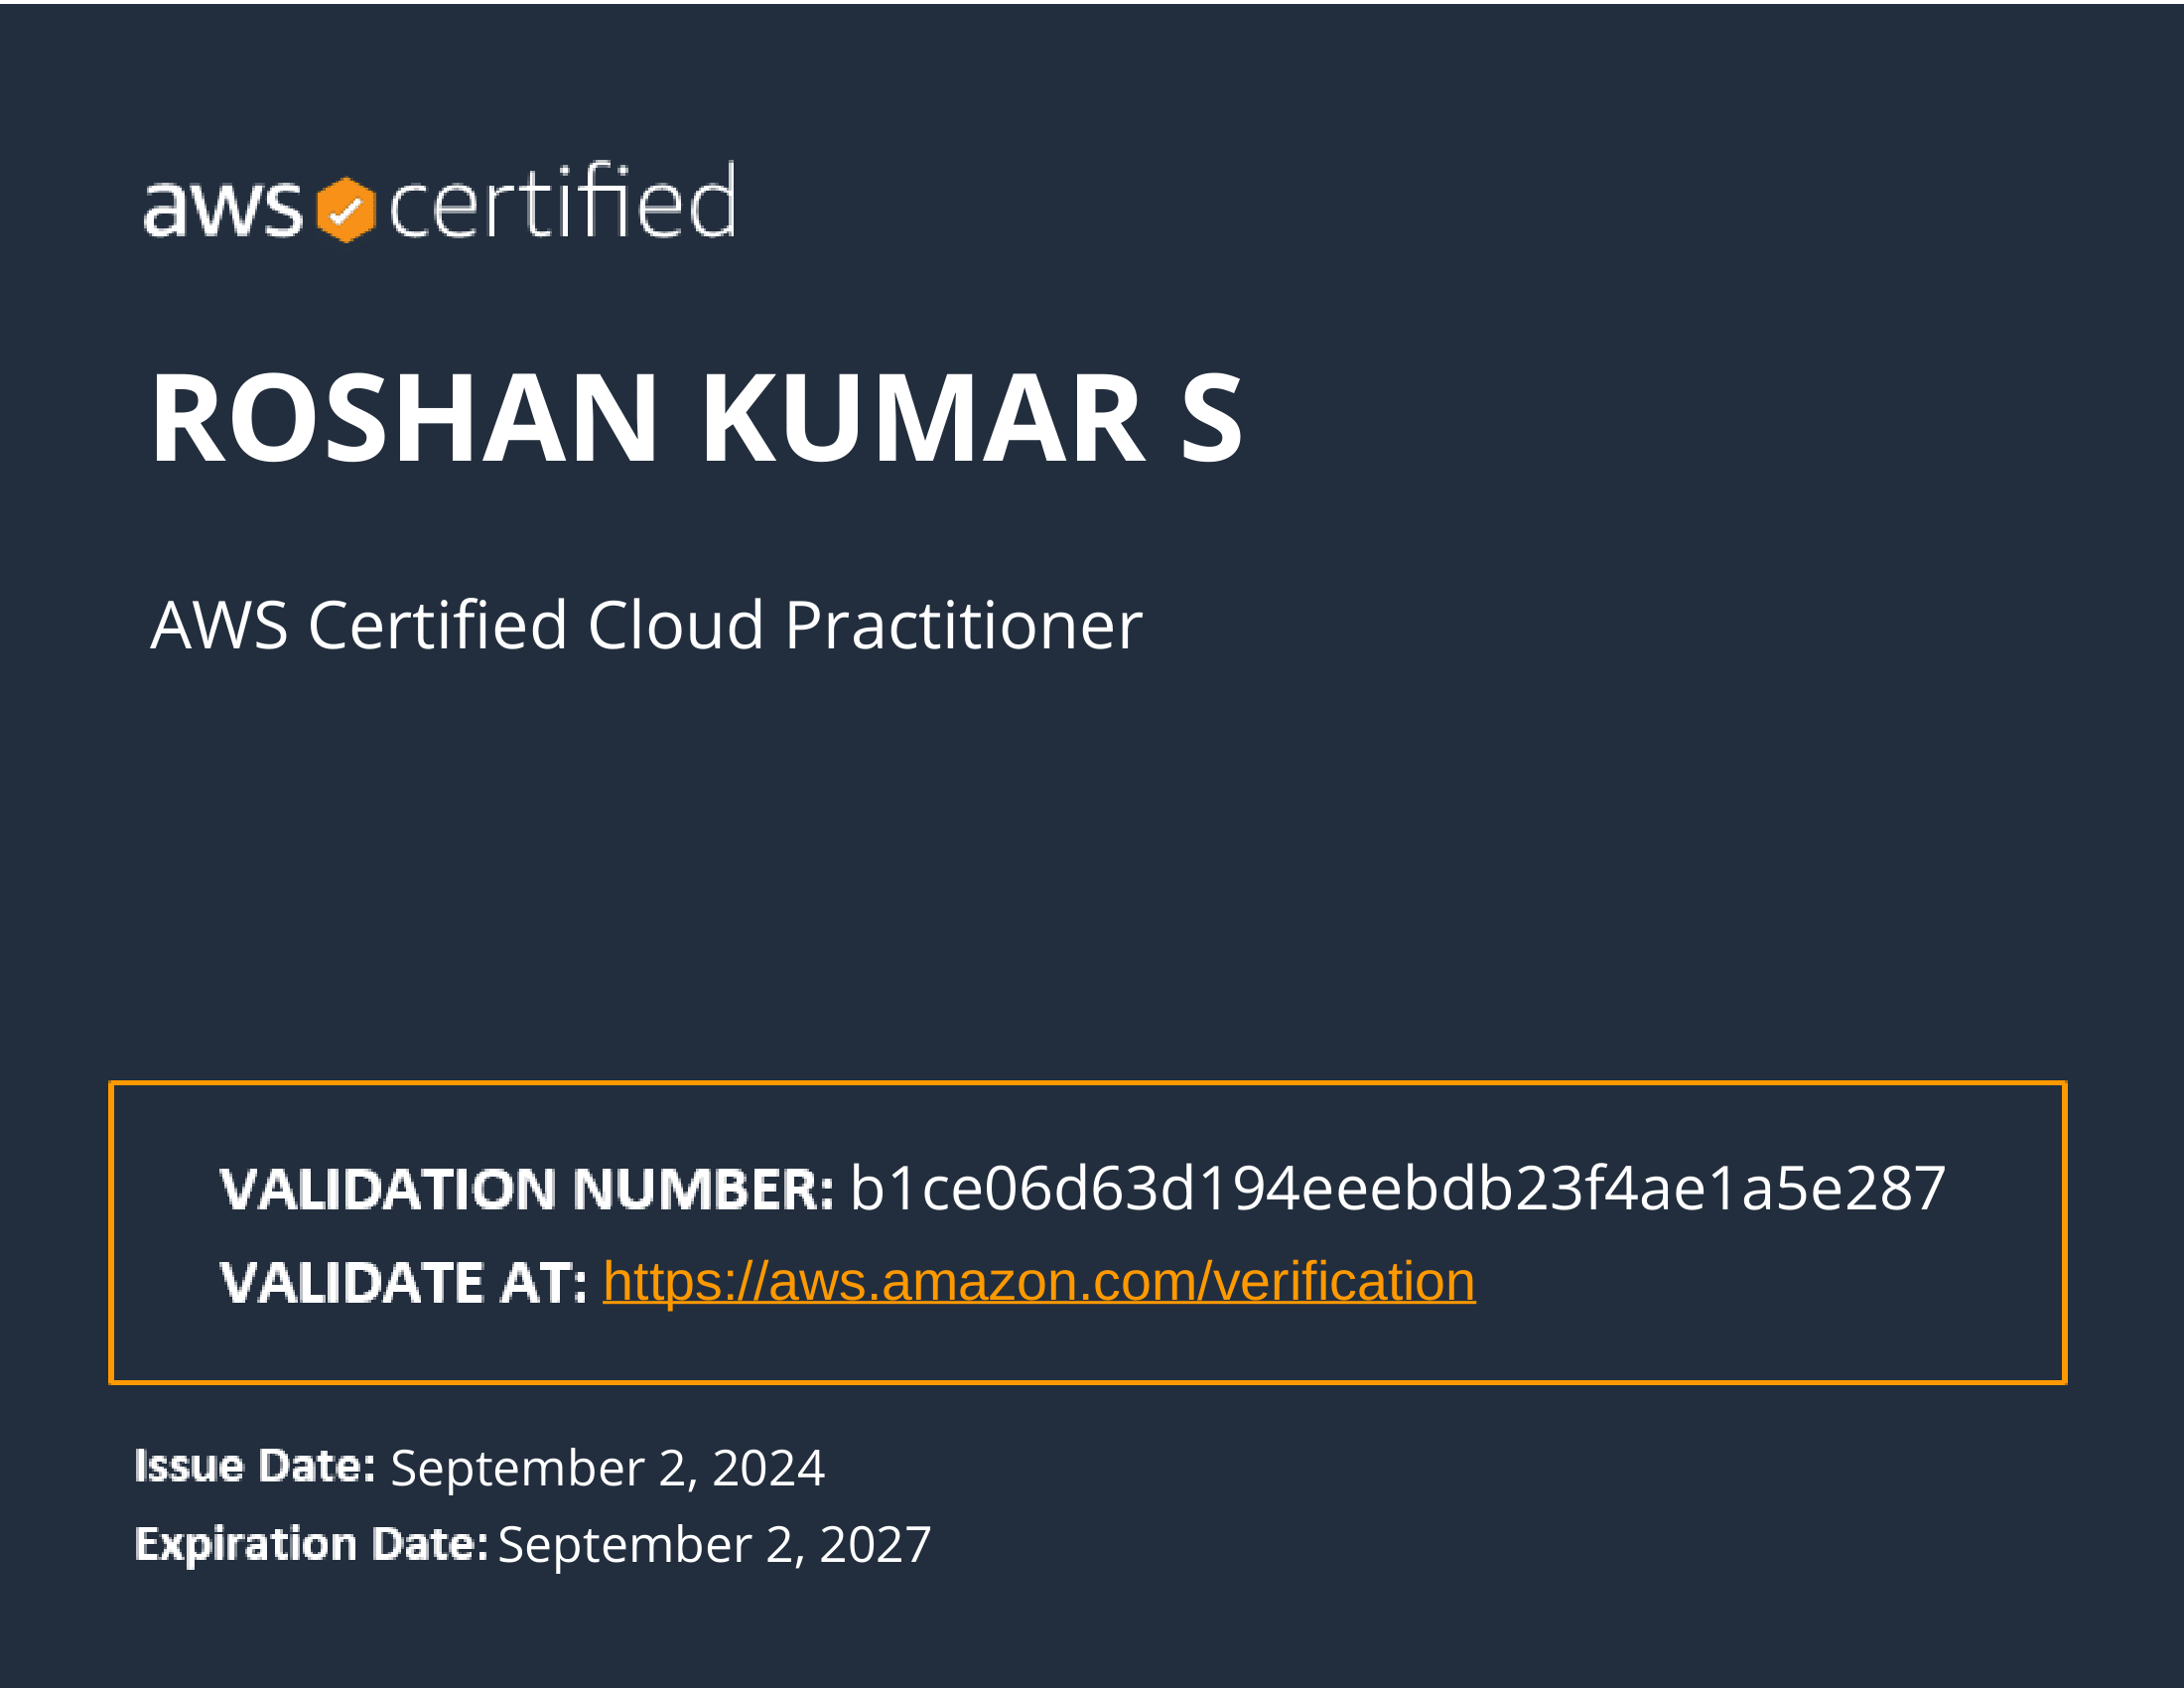 aws certified
ROSHAN KUMAR S
AWS Certified Cloud Practitioner
VALIDATION NUMBER: b1ce06d63d194eeebdb23f4ae1a5e287
VALIDATE AT: https://aws.amazon.com/verification
Issue Date: September 2, 2024
Expiration Date: September 2, 2027